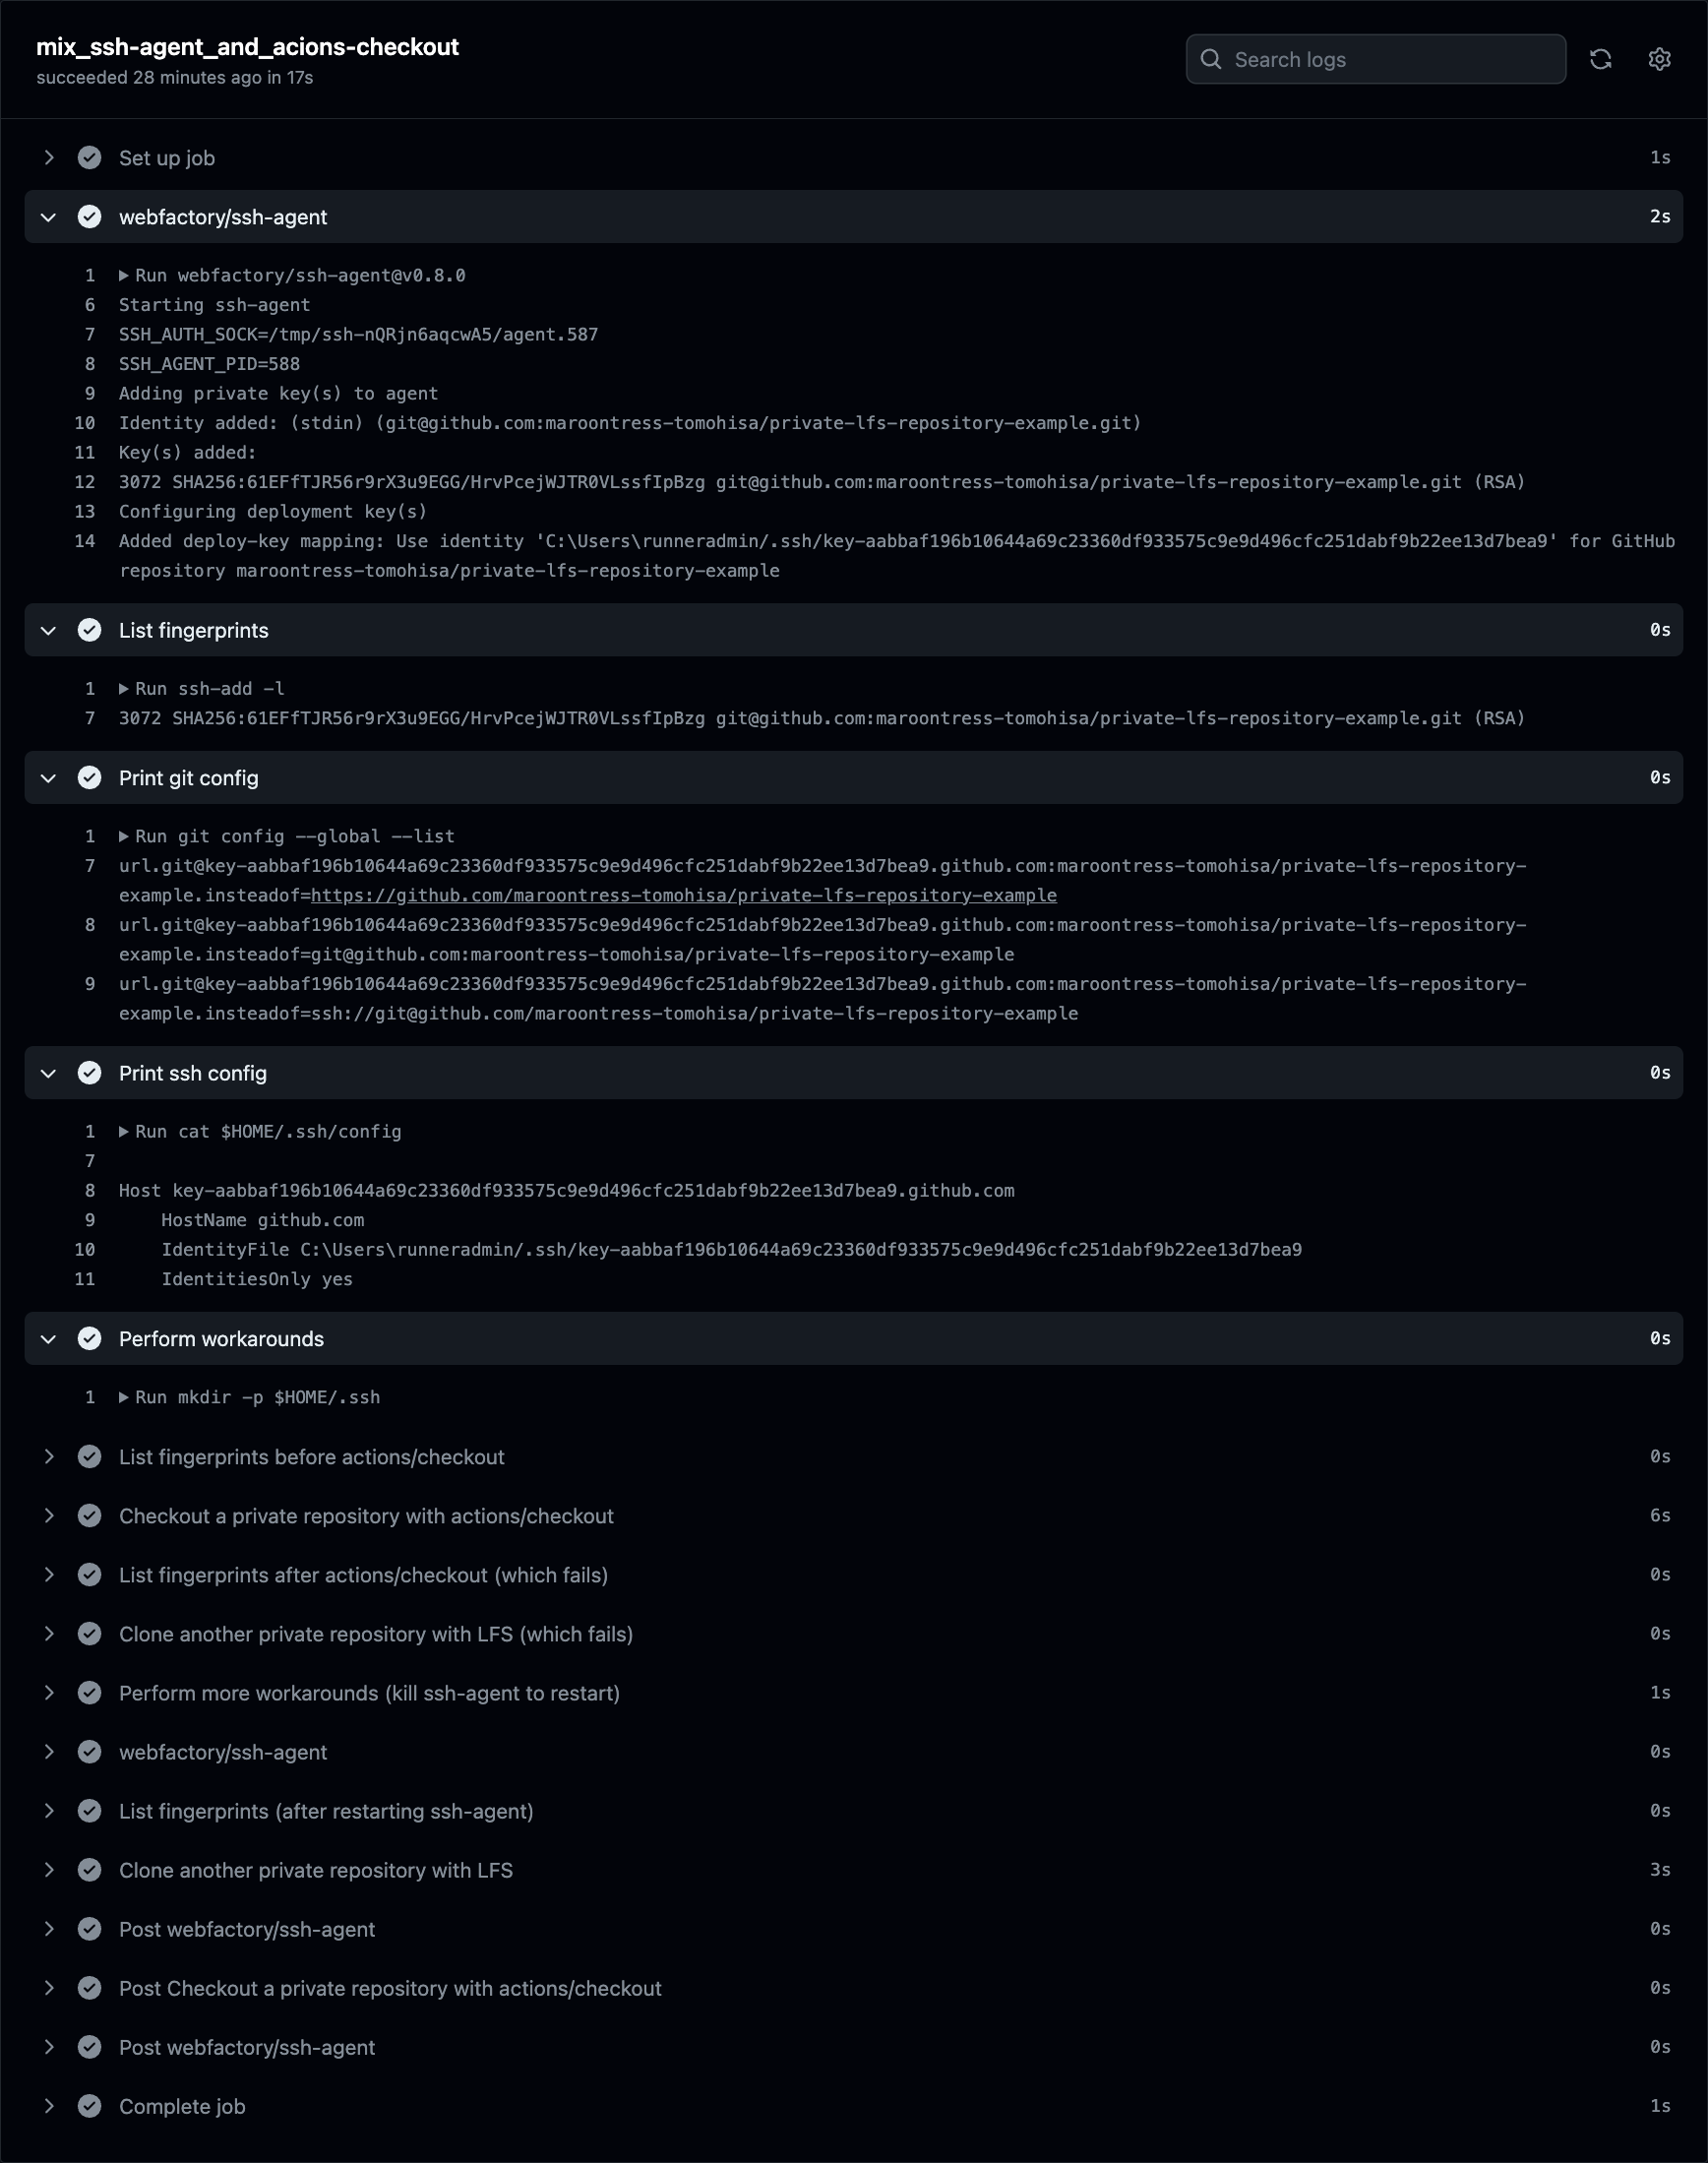 mix_ssh-agent_and_acions-checkout
succeeded 28 minutes ago in 17s
Search logs
Set up job 1s
webfactory/ssh-agent 2s
1 Run webfactory/ssh-agent@v0.8.0
6 Starting ssh-agent
7 SSH_AUTH_SOCK=/tmp/ssh-nQRjn6aqcwA5/agent.587
8 SSH_AGENT_PID=588
9 Adding private key(s) to agent
10 Identity added: (stdin) (git@github.com:maroontress-tomohisa/private-lfs-repository-example.git)
11 Key(s) added:
12 3072 SHA256:61EFfTJR56r9rX3u9EGG/HrvPcejWJTR0VLssfIpBzg git@github.com:maroontress-tomohisa/private-lfs-repository-example.git (RSA)
13 Configuring deployment key(s)
14 Added deploy-key mapping: Use identity 'C:\Users\runneradmin/.ssh/key-aabbaf196b10644a69c23360df933575c9e9d496cfc251dabf9b22ee13d7bea9' for GitHub
repository maroontress-tomohisa/private-lfs-repository-example
List fingerprints 0s
1 Run ssh-add -l
7 3072 SHA256:61EFfTJR56r9rX3u9EGG/HrvPcejWJTR0VLssfIpBzg git@github.com:maroontress-tomohisa/private-lfs-repository-example.git (RSA)
Print git config 0s
1 Run git config --global --list
7 url.git@key-aabbaf196b10644a69c23360df933575c9e9d496cfc251dabf9b22ee13d7bea9.github.com:maroontress-tomohisa/private-lfs-repository-
example.insteadof=https://github.com/maroontress-tomohisa/private-lfs-repository-example
8 url.git@key-aabbaf196b10644a69c23360df933575c9e9d496cfc251dabf9b22ee13d7bea9.github.com:maroontress-tomohisa/private-lfs-repository-
example.insteadof=git@github.com:maroontress-tomohisa/private-lfs-repository-example
9 url.git@key-aabbaf196b10644a69c23360df933575c9e9d496cfc251dabf9b22ee13d7bea9.github.com:maroontress-tomohisa/private-lfs-repository-
example.insteadof=ssh://git@github.com/maroontress-tomohisa/private-lfs-repository-example
Print ssh config 0s
1 Run cat $HOME/.ssh/config
7
8 Host key-aabbaf196b10644a69c23360df933575c9e9d496cfc251dabf9b22ee13d7bea9.github.com
9 HostName github.com
10 IdentityFile C:\Users\runneradmin/.ssh/key-aabbaf196b10644a69c23360df933575c9e9d496cfc251dabf9b22ee13d7bea9
11 IdentitiesOnly yes
Perform workarounds 0s
1 Run mkdir -p $HOME/.ssh
List fingerprints before actions/checkout 0s
Checkout a private repository with actions/checkout 6s
List fingerprints after actions/checkout (which fails) 0s
Clone another private repository with LFS (which fails) 0s
Perform more workarounds (kill ssh-agent to restart) 1s
webfactory/ssh-agent 0s
List fingerprints (after restarting ssh-agent) 0s
Clone another private repository with LFS 3s
Post webfactory/ssh-agent 0s
Post Checkout a private repository with actions/checkout 0s
Post webfactory/ssh-agent 0s
Complete job 1s